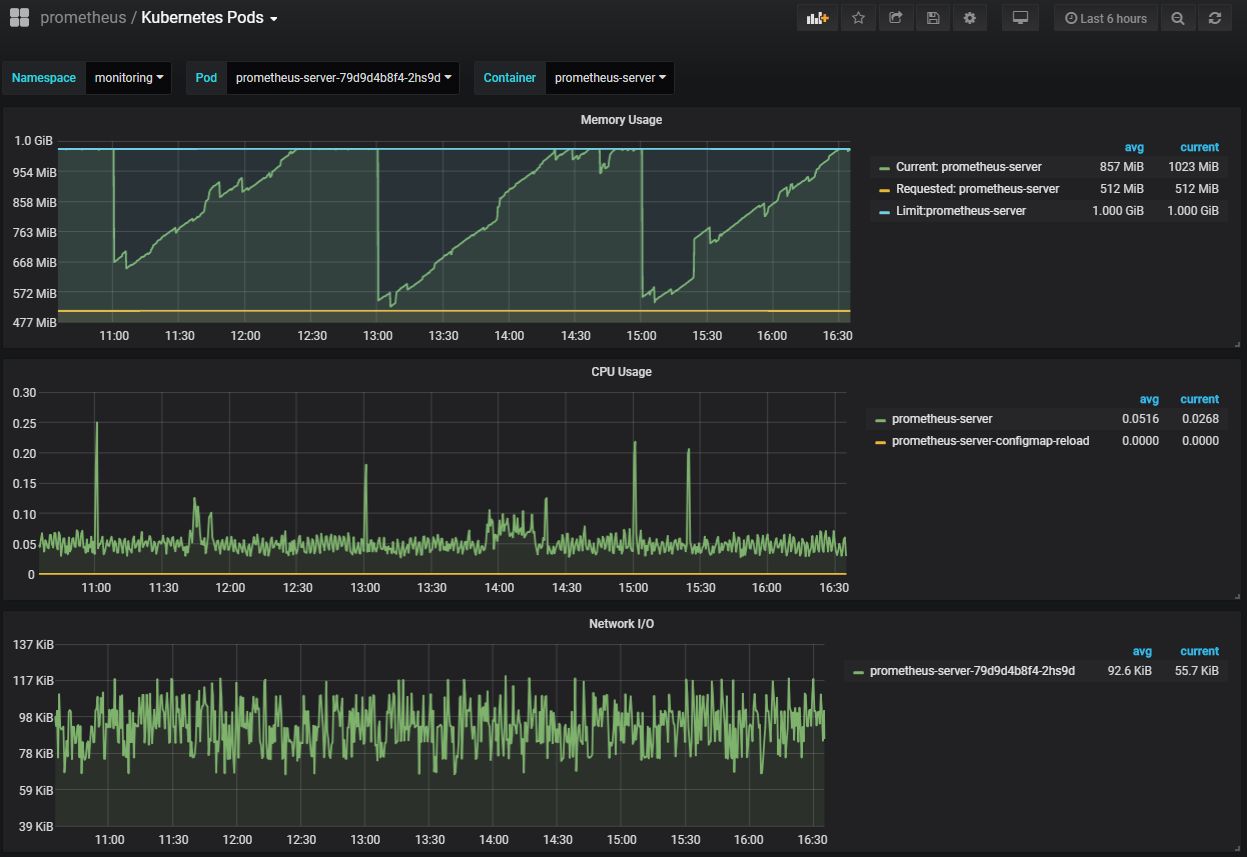 prometheus / Kubernetes Pods
Last 6 hours
Namespace monitoring Pod prometheus-server-79d9d4b8f4-2hs9d Container prometheus-server
Memory Usage
1.0 GiB
954 MiB
858 MiB
763 MiB
668 MiB
572 MiB
477 MiB
11:00 11:30 12:00 12:30 13:00 13:30 14:00 14:30 15:00 15:30 16:00 16:30
avg current
Current: prometheus-server 857 MiB 1023 MiB
Requested: prometheus-server 512 MiB 512 MiB
Limit:prometheus-server 1.000 GiB 1.000 GiB
CPU Usage
0.30
0.25
0.20
0.15
0.10
0.05
0
11:00 11:30 12:00 12:30 13:00 13:30 14:00 14:30 15:00 15:30 16:00 16:30
avg current
prometheus-server 0.0516 0.0268
prometheus-server-configmap-reload 0.0000 0.0000
Network I/O
137 KiB
117 KiB
98 KiB
78 KiB
59 KiB
39 KiB
11:00 11:30 12:00 12:30 13:00 13:30 14:00 14:30 15:00 15:30 16:00 16:30
avg current
prometheus-server-79d9d4b8f4-2hs9d 92.6 KiB 55.7 KiB